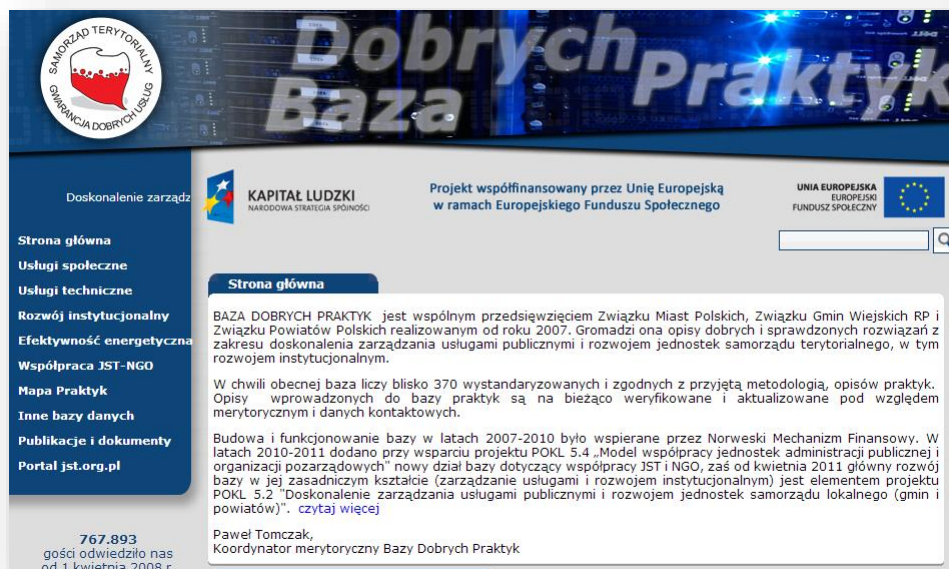 SAMORZĄD TERYTORIALNY
GWARANCJA DOBRYCH USŁUG
Dobrych
Baza
Praktyk
Doskonalenie zarządz
KAPITAŁ LUDZKI
NARODOWA STRATEGIA SPÓJNOŚCI
Projekt współfinansowany przez Unię Europejską
w ramach Europejskiego Funduszu Społecznego
UNIA EUROPEJSKA
EUROPEJSKI
FUNDUSZ SPOŁECZNY
Strona główna
Usługi społeczne
Usługi techniczne
Rozwój instytucjonalny
Efektywność energetyczna
Współpraca JST-NGO
Mapa Praktyk
Inne bazy danych
Publikacje i dokumenty
Portal jst.org.pl
767.893
gości odwiedziło nas
od 1 kwietnia 2008 r.
Strona główna
BAZA DOBRYCH PRAKTYK jest wspólnym przedsięwzięciem Związku Miast Polskich, Związku Gmin Wiejskich RP i
Związku Powiatów Polskich realizowanym od roku 2007. Gromadzi ona opisy dobrych i sprawdzonych rozwiązań z
zakresu doskonalenia zarządzania usługami publicznymi i rozwojem jednostek samorządu terytorialnego, w tym
rozwojem instytucjonalnym.
W chwili obecnej baza liczy blisko 370 wystandaryzowanych i zgodnych z przyjętą metodologią, opisów praktyk.
Opisy wprowadzonych do bazy praktyk są na bieżąco weryfikowane i aktualizowane pod względem
merytorycznym i danych kontaktowych.
Budowa i funkcjonowanie bazy w latach 2007-2010 było wspierane przez Norweski Mechanizm Finansowy. W
latach 2010-2011 dodano przy wsparciu projektu POKL 5.4 „Model współpracy jednostek administracji publicznej i
organizacji pozarządowych" nowy dział bazy dotyczący współpracy JST i NGO, zaś od kwietnia 2011 główny rozwój
bazy w jej zasadniczym kształcie (zarządzanie usługami i rozwojem instytucjonalnym) jest elementem projektu
POKL 5.2 "Doskonalenie zarządzania usługami publicznymi i rozwojem jednostek samorządu lokalnego (gmin i
powiatów)". czytaj więcej
Paweł Tomczak,
Koordynator merytoryczny Bazy Dobrych Praktyk